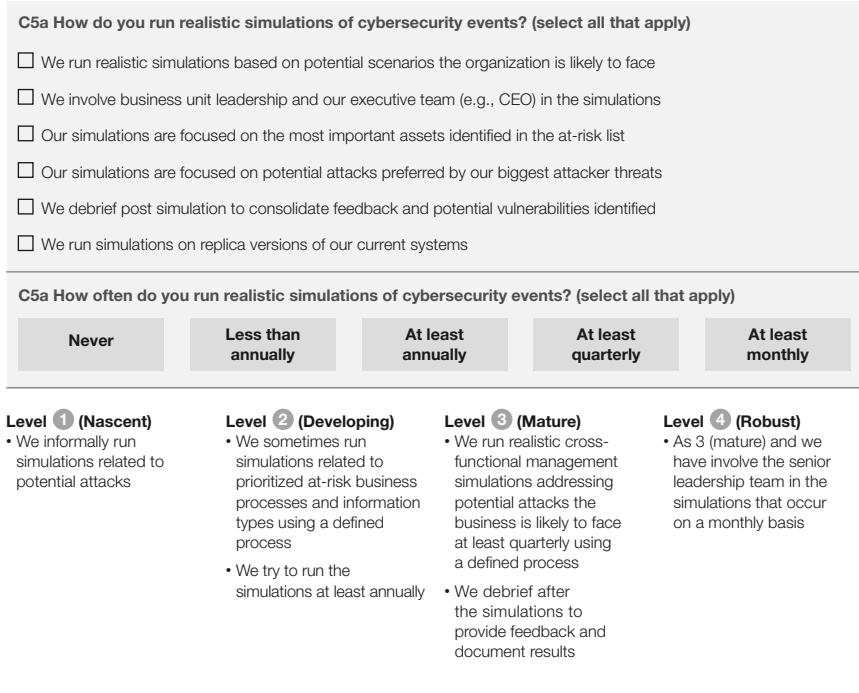 C5a How do you run realistic simulations of cybersecurity events? (select all that apply)
We run realistic simulations based on potential scenarios the organization is likely to face
We involve business unit leadership and our executive team (e.g., CEO) in the simulations
Our simulations are focused on the most important assets identified in the at-risk list
Our simulations are focused on potential attacks preferred by our biggest attacker threats
We debrief post simulation to consolidate feedback and potential vulnerabilities identified
We run simulations on replica versions of our current systems
C5a How often do you run realistic simulations of cybersecurity events? (select all that apply)
Never
Less than
annually
At least
annually
At least
quarterly
At least
monthly
Level 1 (Nascent)
• We informally run
simulations related to
potential attacks
Level 2 (Developing)
• We sometimes run
simulations related to
prioritized at-risk business
processes and information
types using a defined
process
• We try to run the
simulations at least annually
Level 3 (Mature)
• We run realistic cross-
functional management
simulations addressing
potential attacks the
business is likely to face
at least quarterly using
a defined process
• We debrief after
the simulations to
provide feedback and
document results
Level 4 (Robust)
• As 3 (mature) and we
have involve the senior
leadership team in the
simulations that occur
on a monthly basis